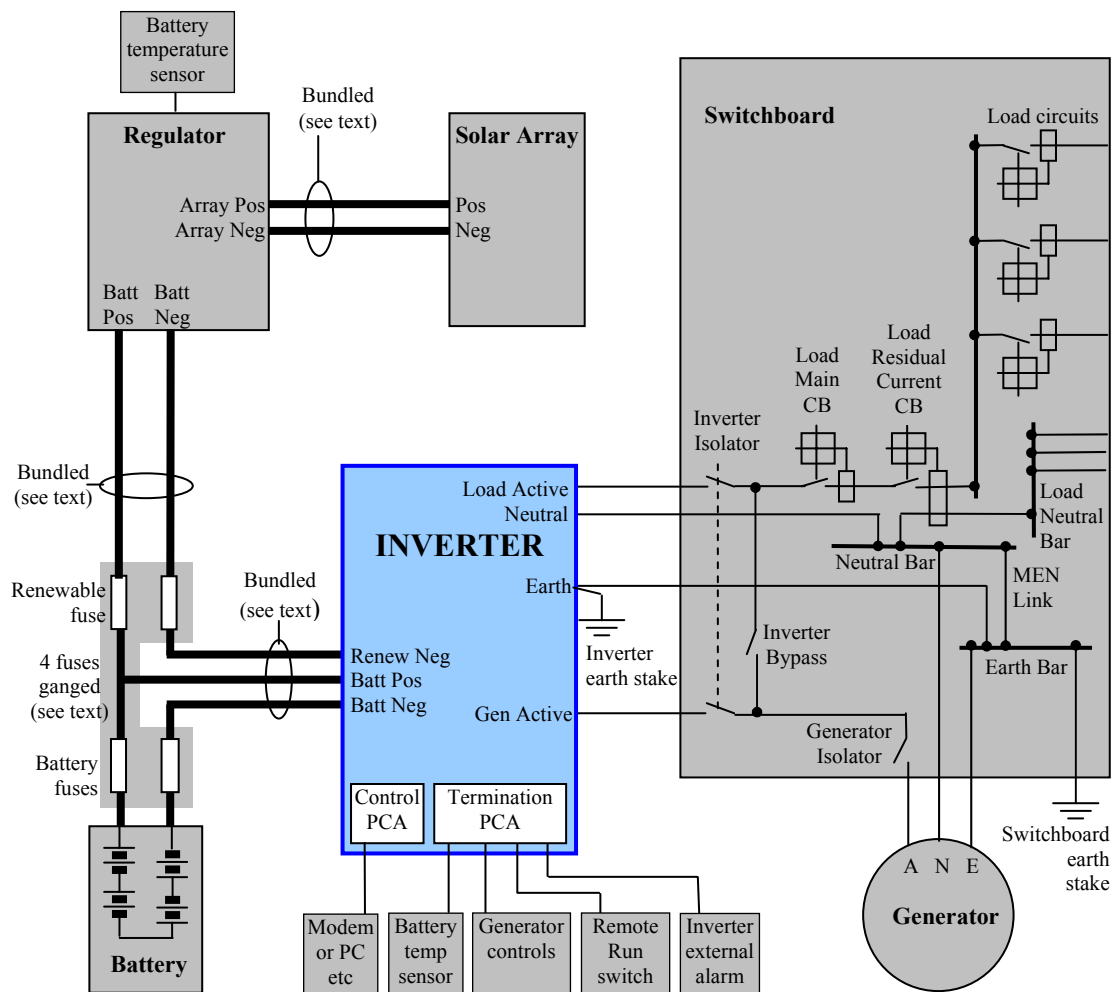 Battery
temperature
sensor
Regulator
Array Pos
Array Neg
Batt
Pos
Batt
Neg
Bundled
(see text)
Solar Array
Pos
Neg
Bundled
(see text)
Renewable
fuse
4 fuses
ganged
(see text)
Battery
fuses
Battery
Bundled
(see text)
INVERTER
Load Active
Neutral
Earth
Renew Neg
Batt Pos
Batt Neg
Gen Active
Control
PCA
Termination
PCA
Inverter
earth stake
Modem
or PC
etc
Battery
temp
sensor
Generator
controls
Remote
Run
switch
Inverter
external
alarm
Switchboard
Load circuits
Load
Main
CB
Load
Residual
Current
CB
Inverter
Isolator
Load
Neutral
Bar
Neutral Bar
MEN
Link
Inverter
Bypass
Earth Bar
Generator
Isolator
Switchboard
earth
stake
A N E
Generator